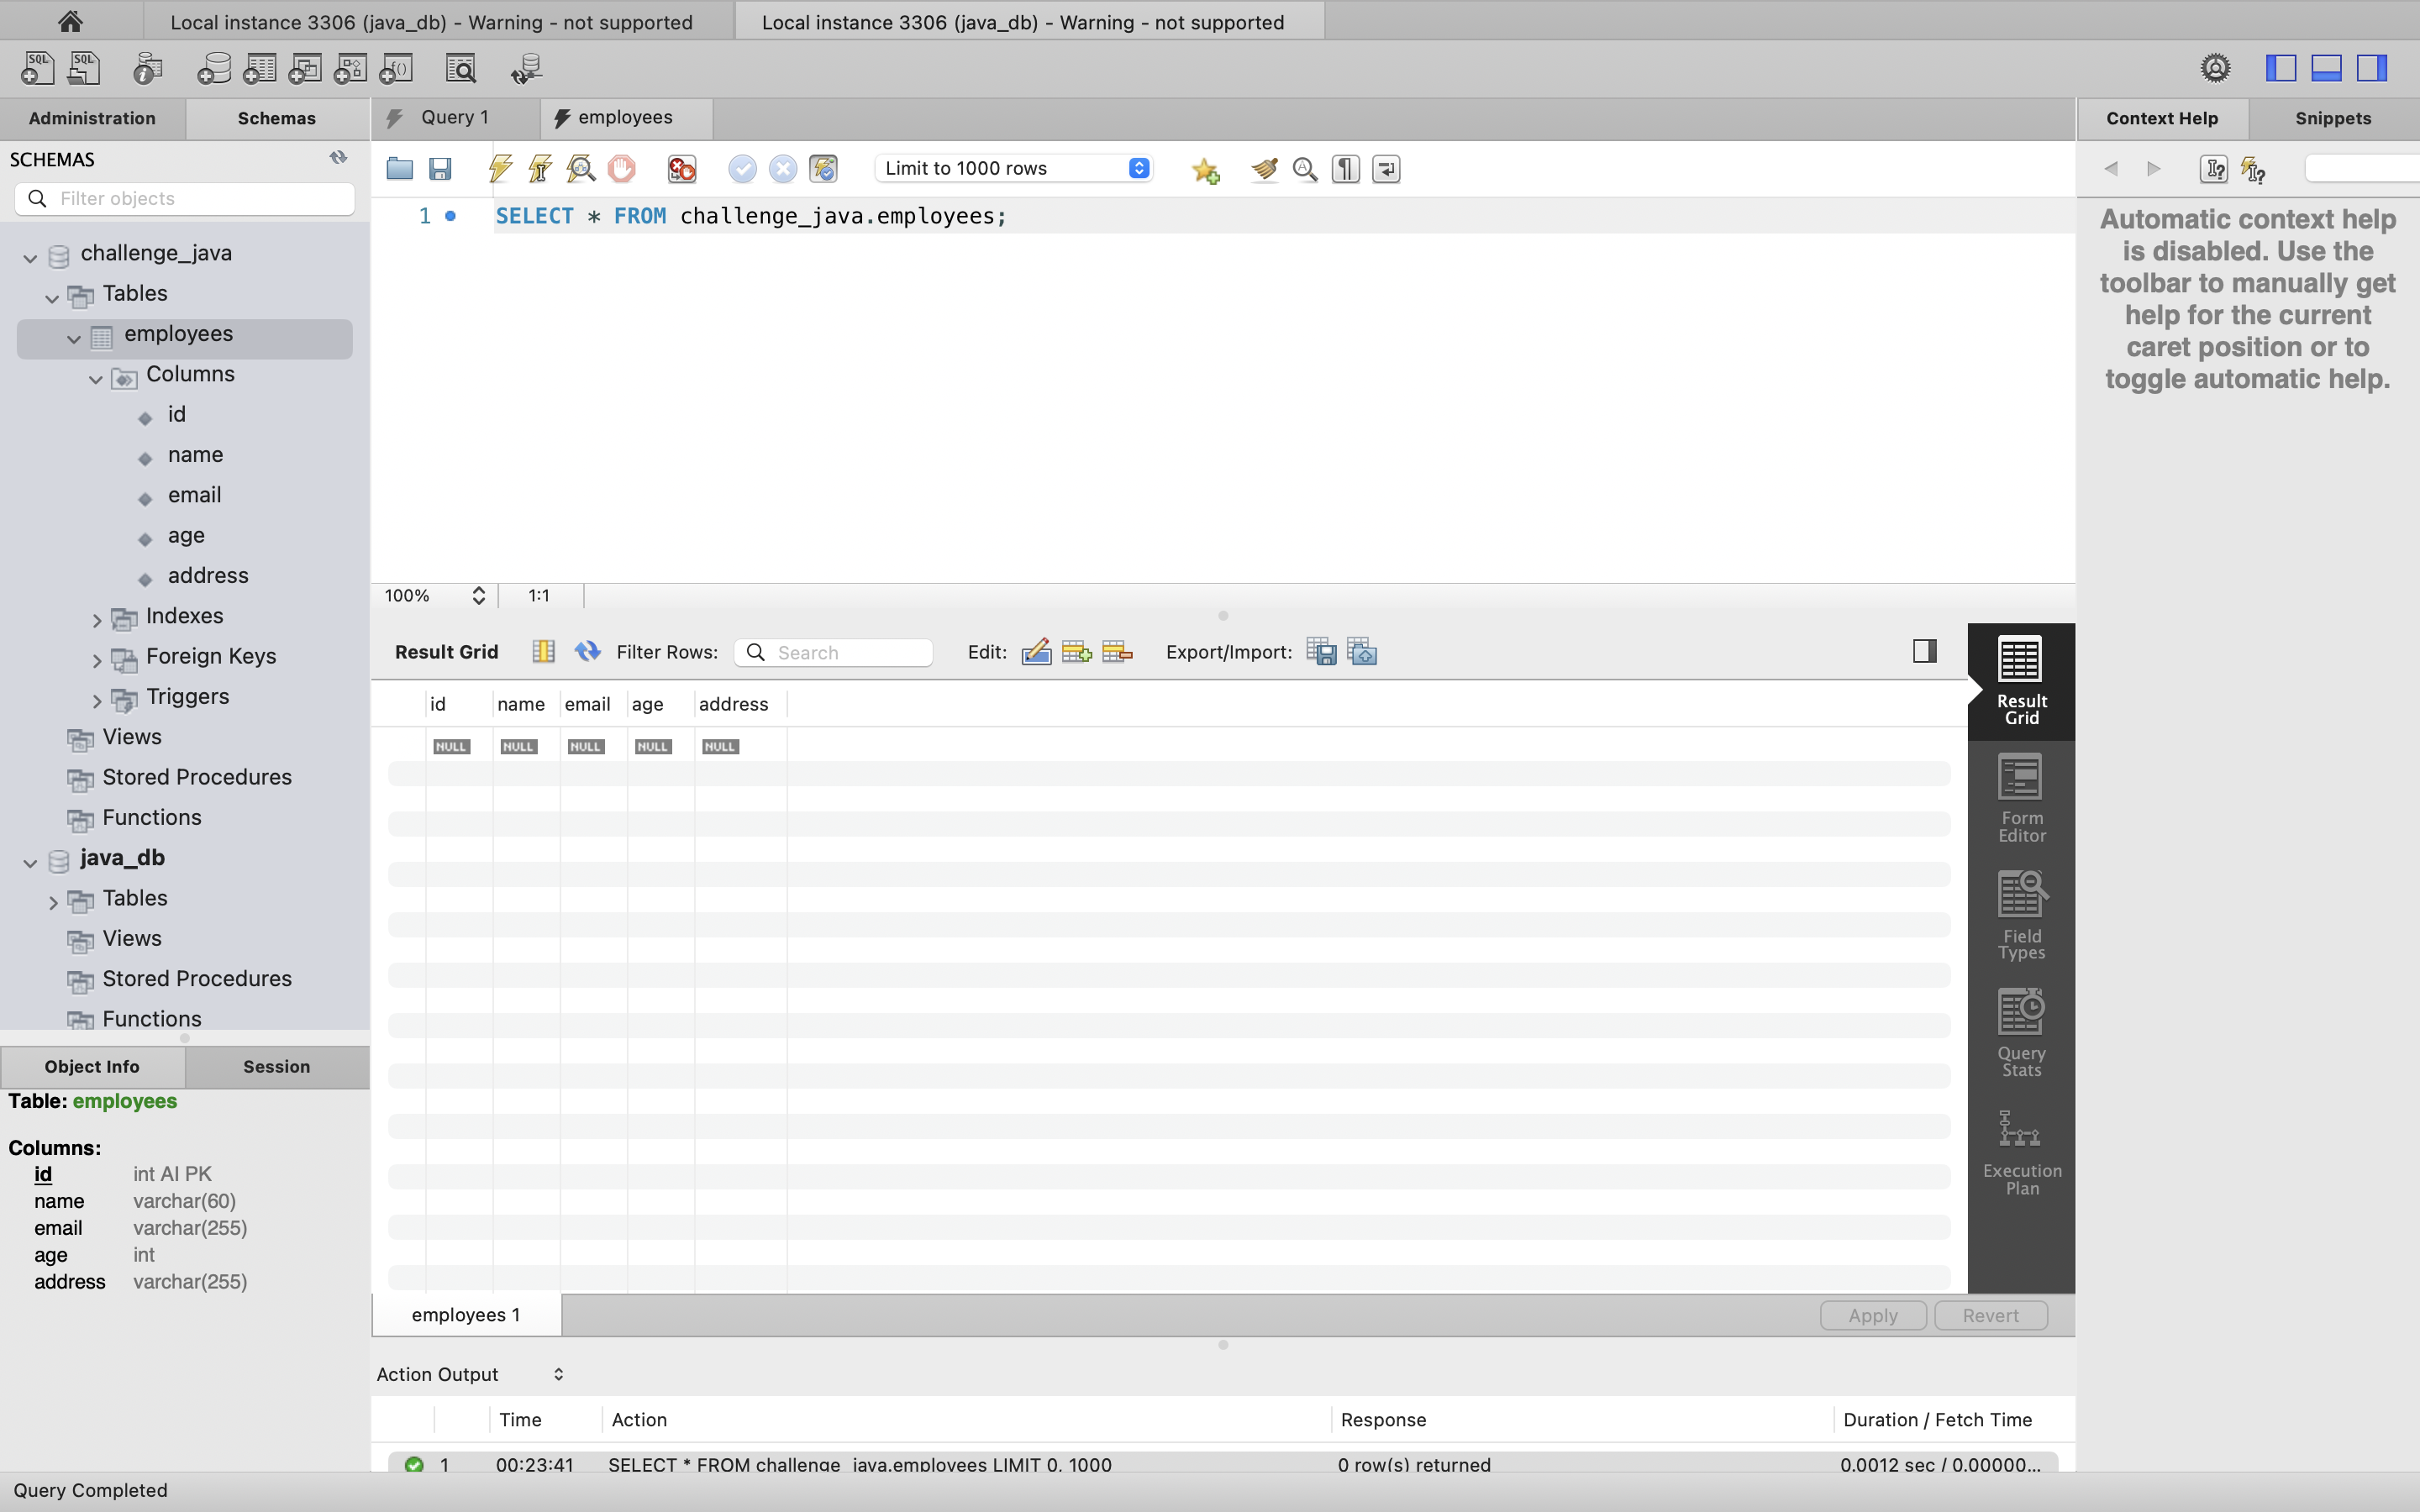 Local instance 3306 (java_db) - Warning - not supported
Local instance 3306 (java_db) - Warning - not supported
SQL
SQL
Administration
Schemas
Query 1
employees
Context Help
Snippets
SCHEMAS
Filter objects
Limit to 1000 rows
1
SELECT * FROM challenge_java.employees;
Automatic context help
is disabled. Use the
toolbar to manually get
help for the current
caret position or to
toggle automatic help.
challenge_java
Tables
employees
Columns
id
name
email
age
address
Indexes
Foreign Keys
Triggers
Views
Stored Procedures
Functions
java_db
Tables
Views
Stored Procedures
Functions
100%
1:1
Result Grid
Filter Rows:
Search
Edit:
Export/Import:
id
name
email
age
address
NULL
NULL
NULL
NULL
NULL
Result
Grid
Form
Editor
Field
Types
Query
Stats
Execution
Plan
Object Info
Session
Table: employees
Columns:
id int AI PK
name varchar(60)
email varchar(255)
age int
address varchar(255)
employees 1
Apply
Revert
Action Output
Time
Action
Response
Duration / Fetch Time
1
00:23:41
SELECT * FROM challenge_java.employees LIMIT 0, 1000
0 row(s) returned
0.0012 sec / 0.00000...
Query Completed